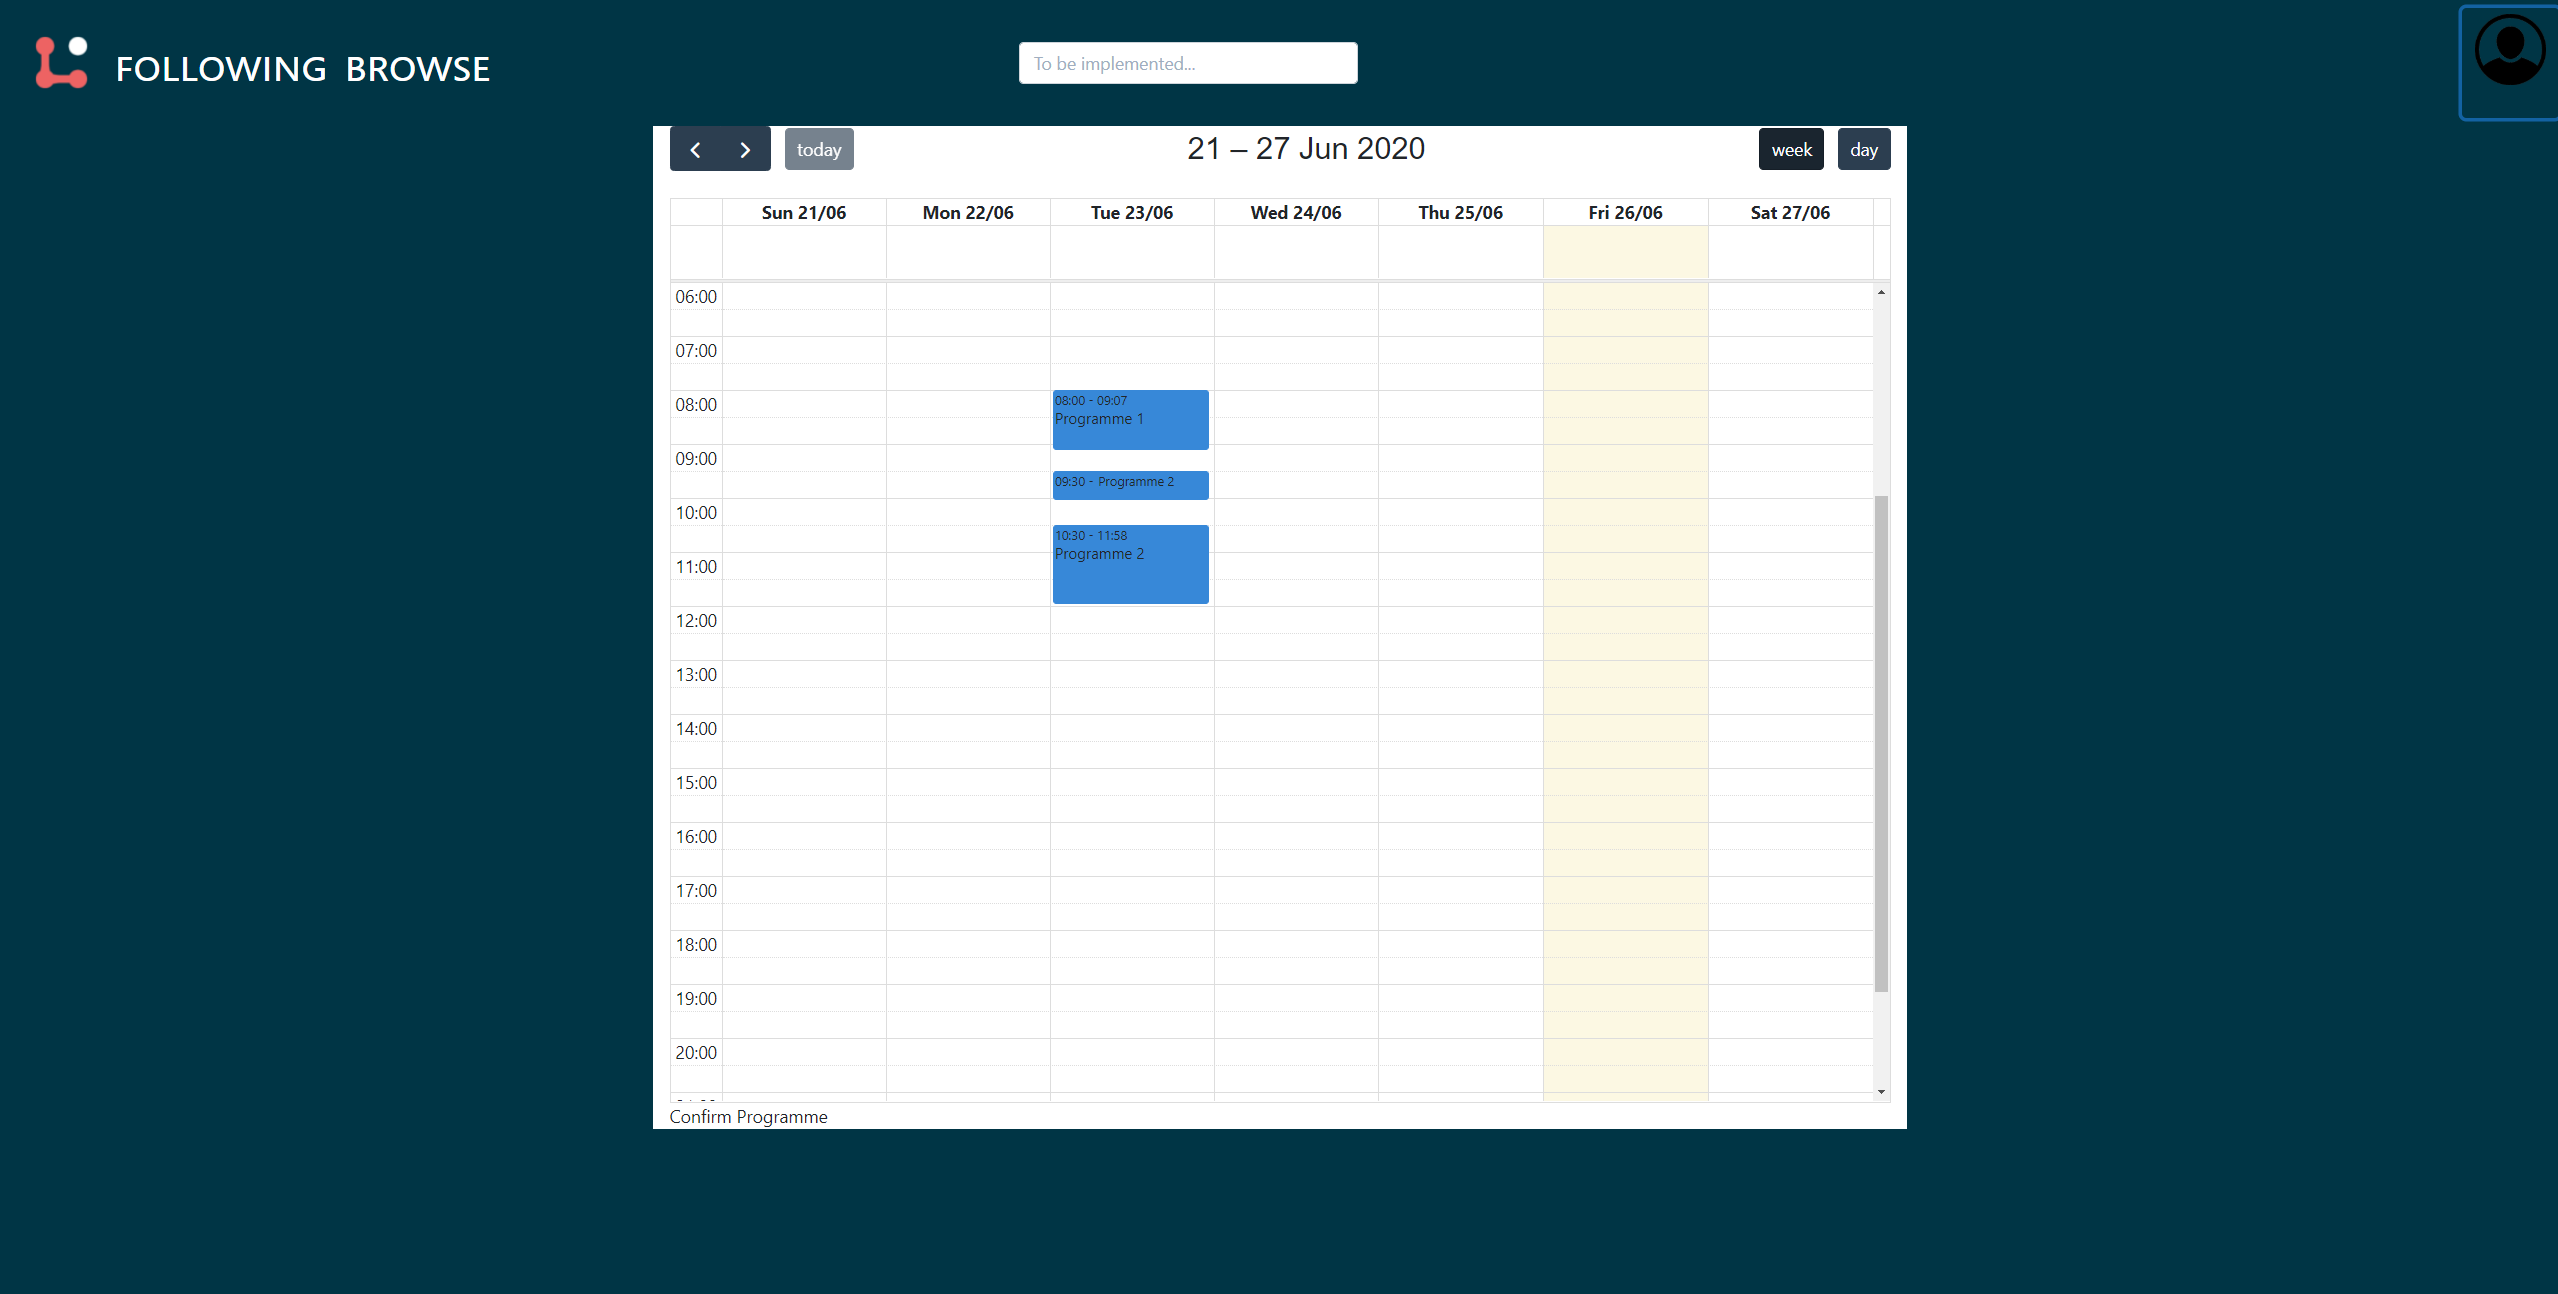 FOLLOWING BROWSE
To be implemented...
today
21 – 27 Jun 2020
week day
Sun 21/06 Mon 22/06 Tue 23/06 Wed 24/06 Thu 25/06 Fri 26/06 Sat 27/06
06:00
07:00
08:00
08:00 - 09:07
Programme 1
09:00
09:30 - Programme 2
10:00
10:30 - 11:58
Programme 2
11:00
12:00
13:00
14:00
15:00
16:00
17:00
18:00
19:00
20:00
Confirm Programme